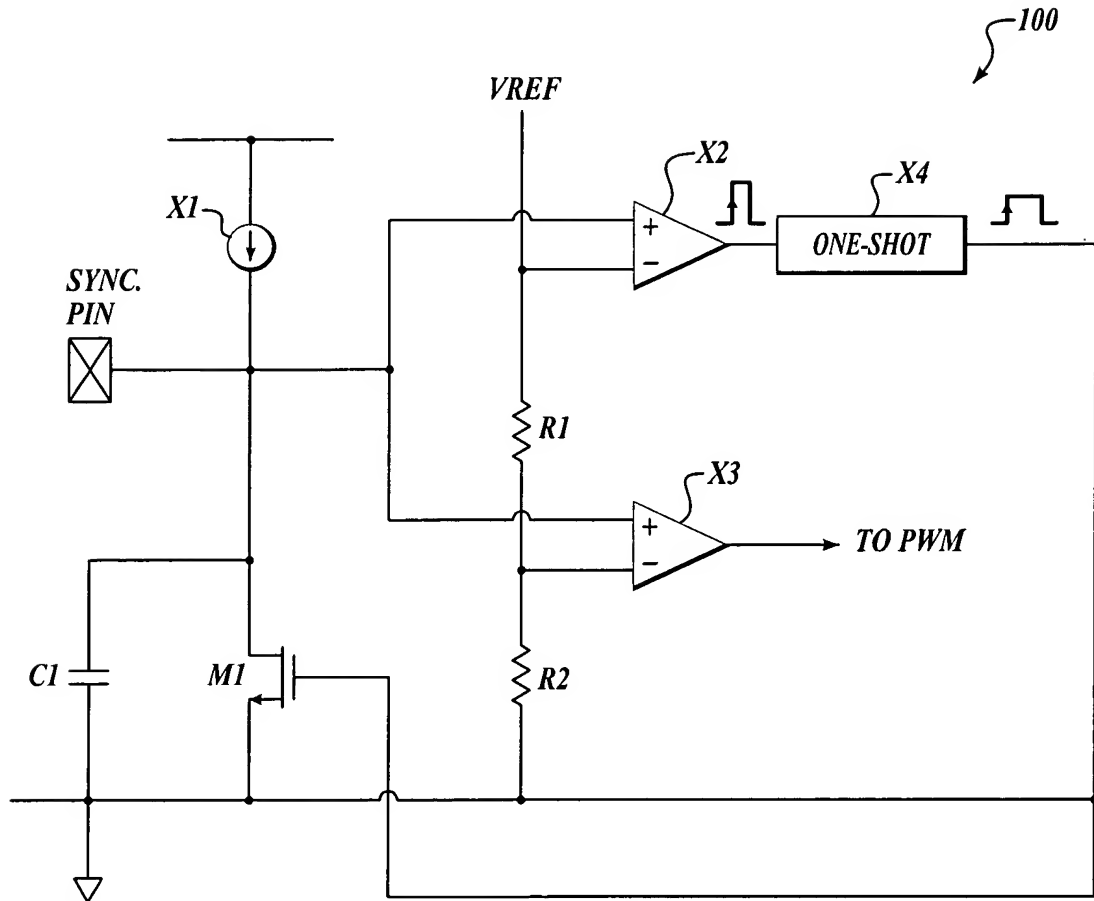 100
VREF
X2
X4
X1
+
−
ONE-SHOT
SYNC.
PIN
R1
X3
+
−
TO PWM
C1
M1
R2